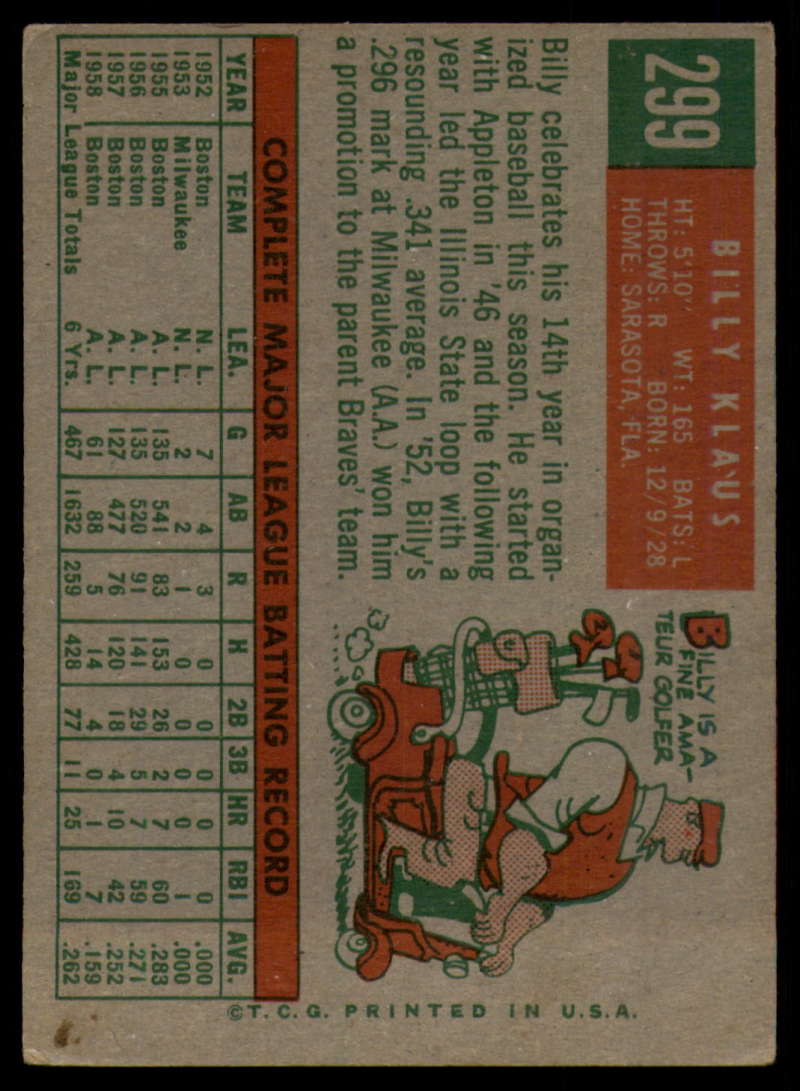 299
BILLY KLAUS
HT: 5'10" WT: 165 BATS: L
THROWS: R BORN: 12/9/28
HOME: SARASOTA, FLA.
Billy celebrates his 14th year in organ-
ized baseball this season. He started
with Appleton in '46 and the following
year led the Illinois State loop with a
resounding .341 average. In '52, Billy's
.296 mark at Milwaukee (A.A.) won him
a promotion to the parent Braves' team.
BILLY IS A
FINE AMA-
TEUR GOLFER
COMPLETE MAJOR LEAGUE BATTING RECORD
YEAR TEAM LEA. G AB R H 2B 3B HR RBI AVG.
1952 Boston N. L. 7 4 3 0 0 0 0 0 .000
1953 Milwaukee N. L. 2 2 1 0 0 0 0 1 .000
1955 Boston A. L. 135 541 83 153 26 2 7 60 .283
1956 Boston A. L. 135 520 91 141 29 5 7 59 .271
1957 Boston A. L. 127 477 76 120 18 4 10 42 .252
1958 Boston A. L. 61 88 5 14 4 0 1 7 .159
Major League Totals 6 Yrs. 467 1632 259 428 77 11 25 169 .262
©T.C.G. PRINTED IN U.S.A.